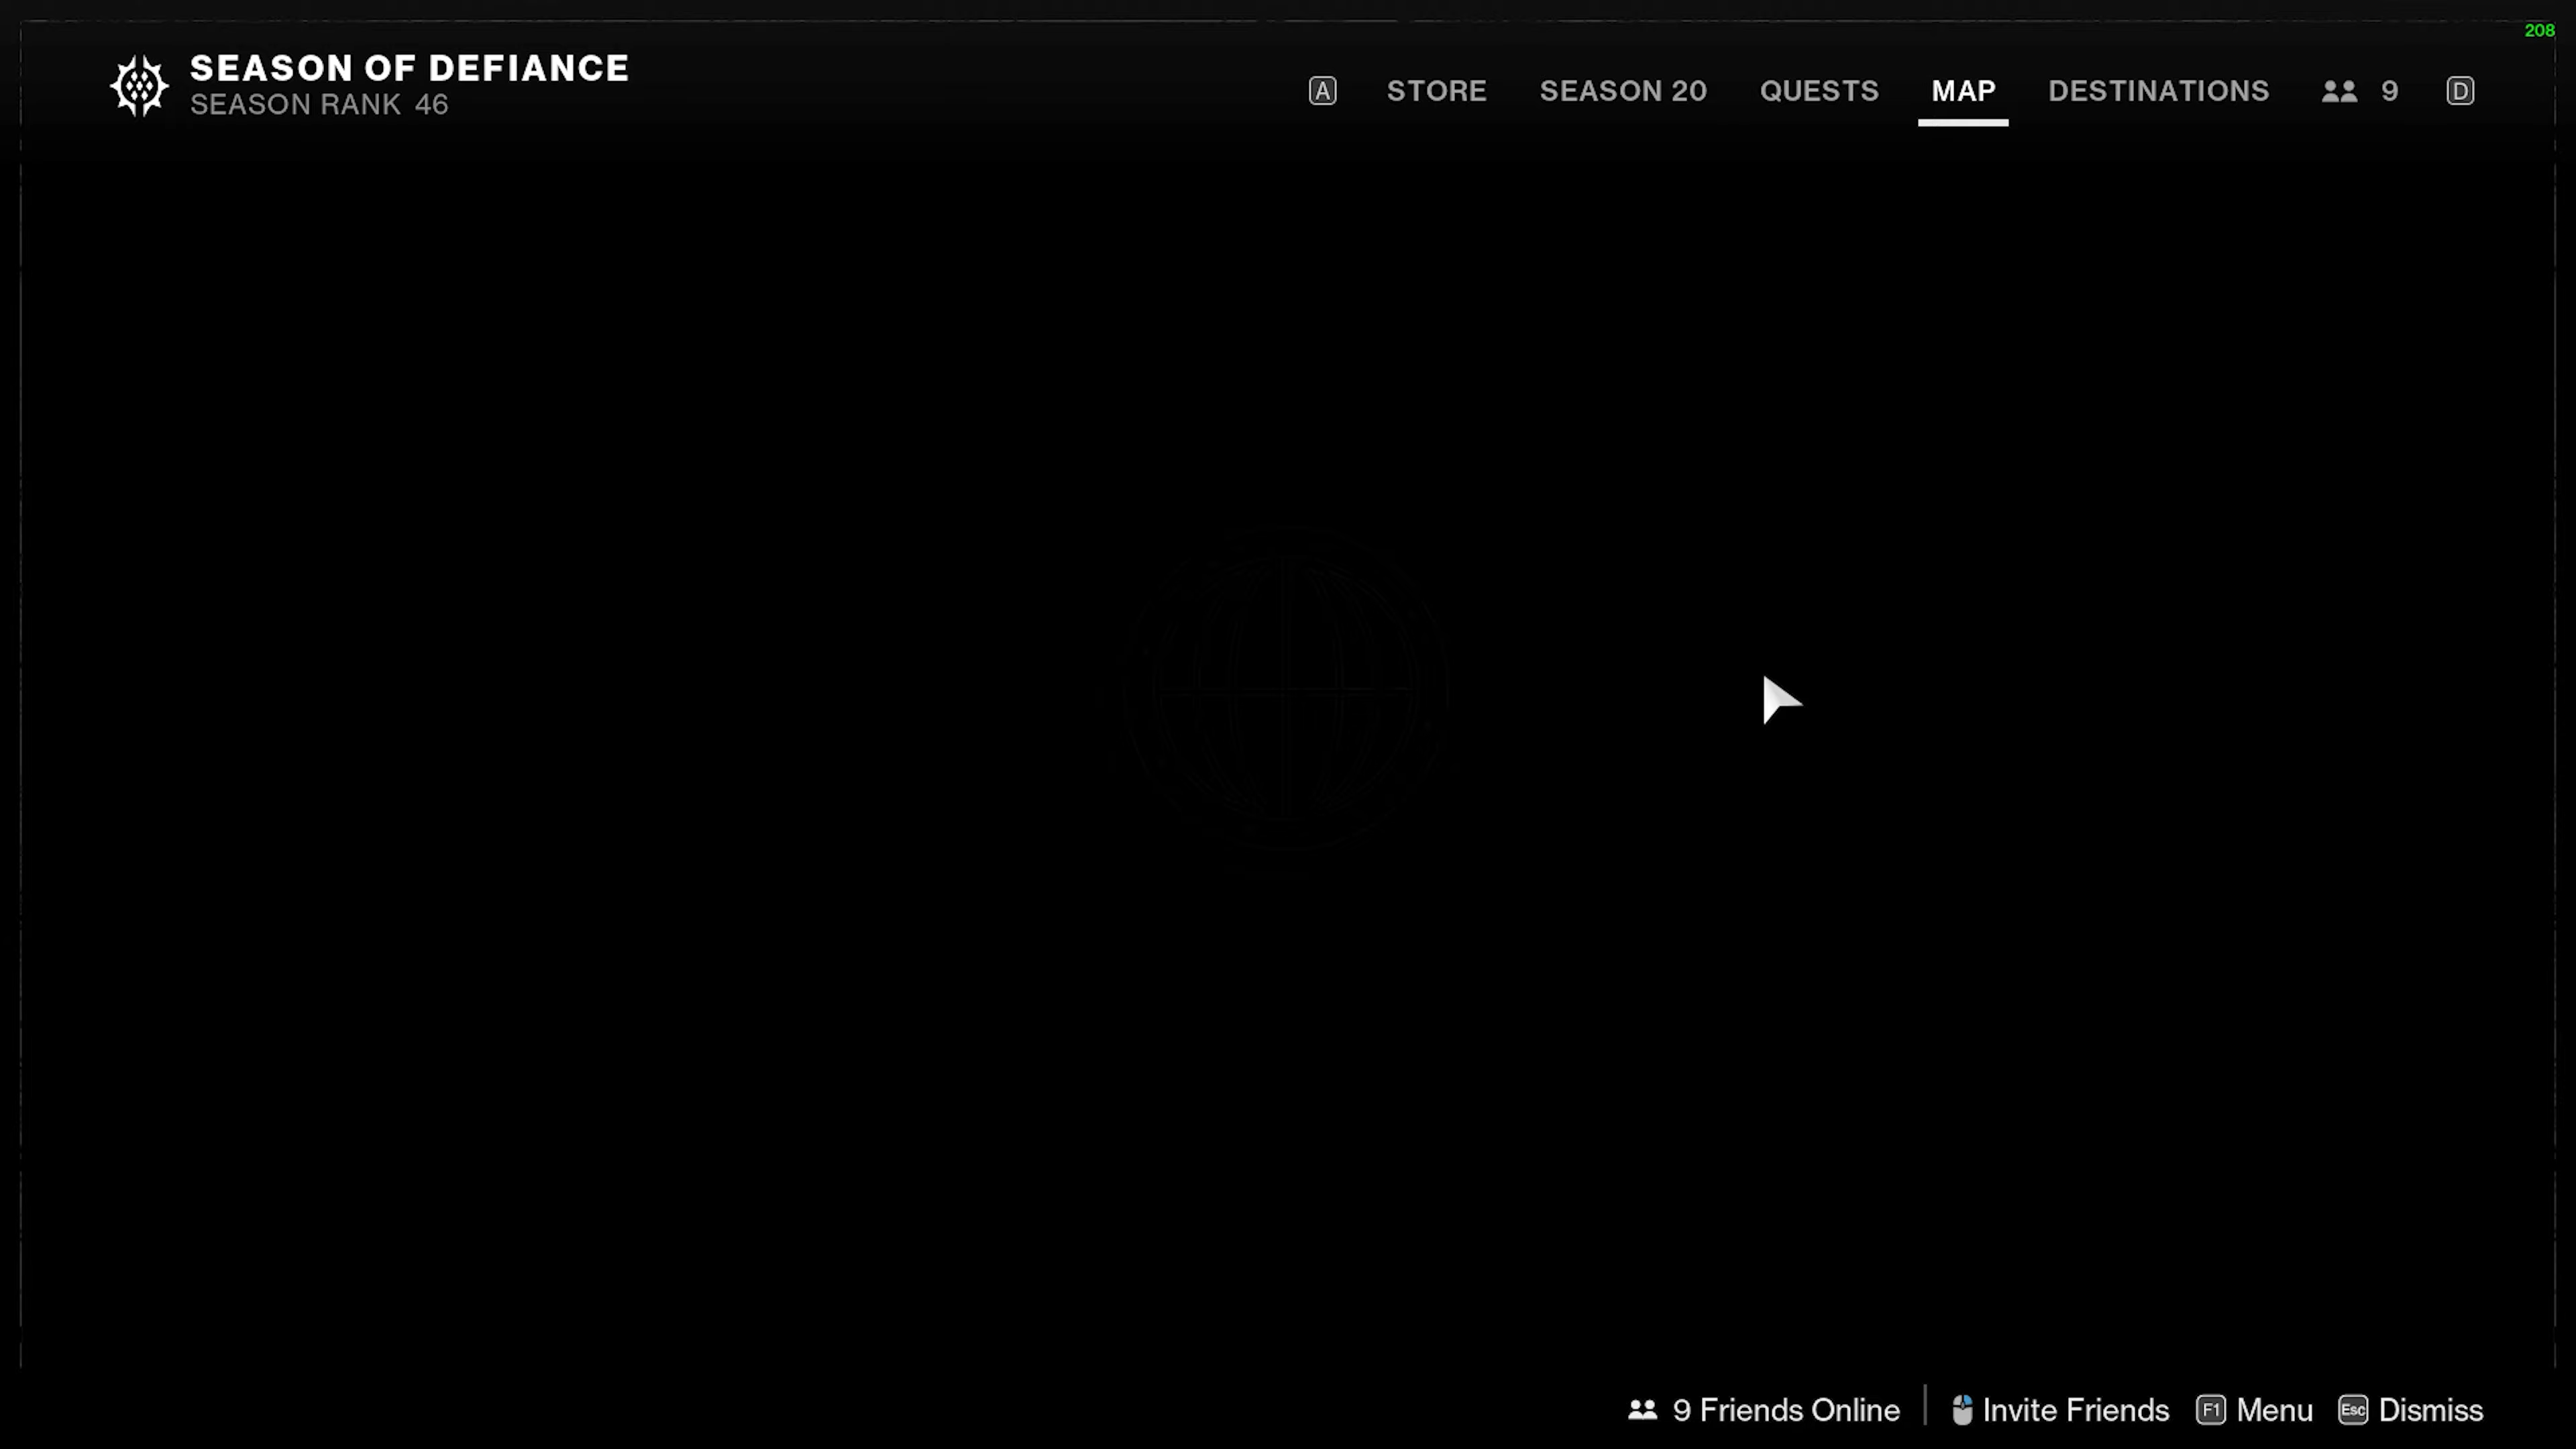 208
SEASON OF DEFIANCE
SEASON RANK 46
A STORE SEASON 20 QUESTS MAP DESTINATIONS 9 D
9 Friends Online Invite Friends F1 Menu Esc Dismiss